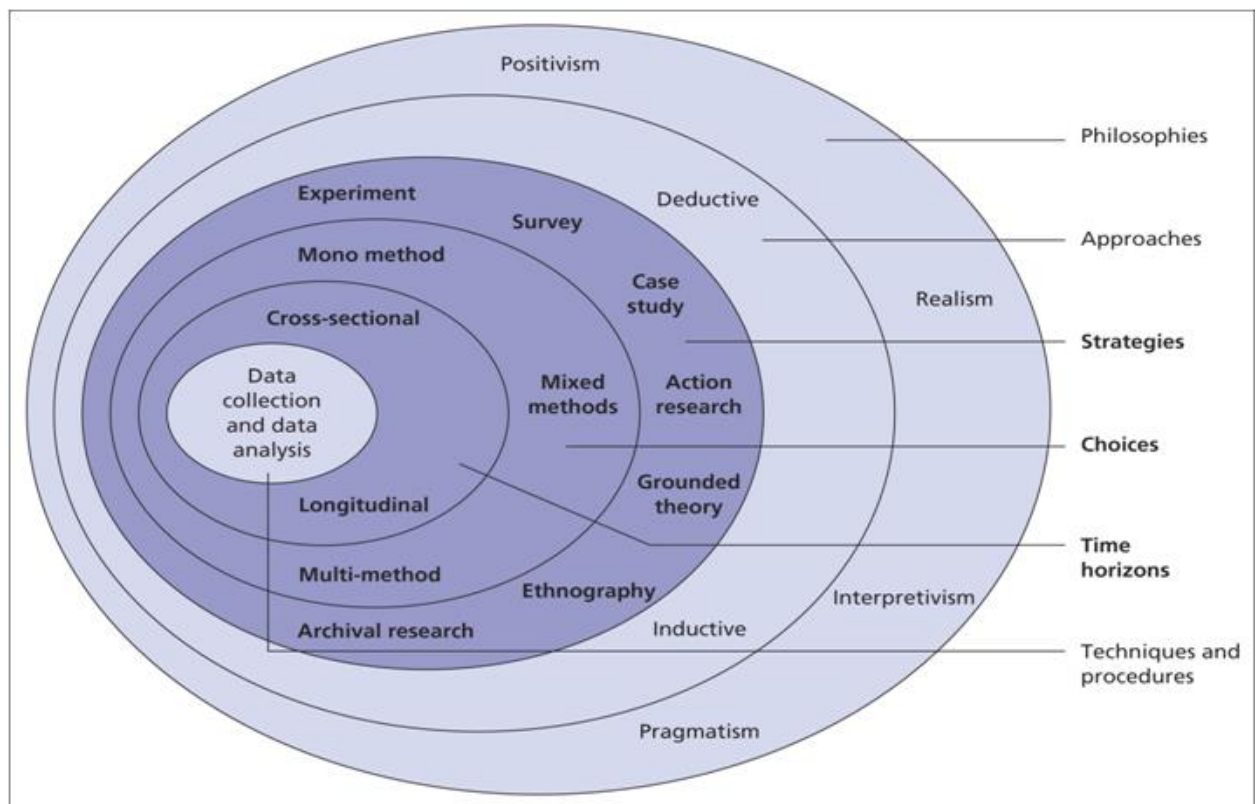 Positivism
Philosophies
Experiment
Deductive
Survey
Approaches
Mono method
Case
study
Realism
Cross-sectional
Strategies
Data
collection
and data
analysis
Mixed
methods
Action
research
Choices
Longitudinal
Grounded
theory
Time
horizons
Multi-method
Ethnography
Interpretivism
Archival research
Inductive
Techniques and
procedures
Pragmatism